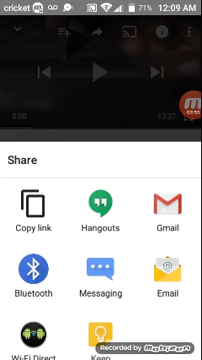 cricket 71% 12:09 AM
0:00 13:37
Share
Copy link Hangouts Gmail
Bluetooth Messaging Email
Wi-Fi Direct Keep
Recorded by mobizen